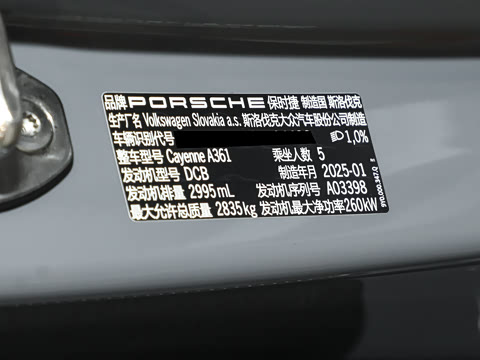 品牌 PORSCHE 保时捷 制造国 斯洛伐克
生产厂名 Volkswagen Slovakia a.s. 斯洛伐克大众汽车股份公司制造
车辆识别代号 1,0%
整车型号 Cayenne A361 乘坐人数 5
发动机型号 DCB 制造年月 2025-01
发动机排量 2995 mL 发动机序列号 A03398
最大允许总质量 2835 kg 发动机最大净功率 260kW